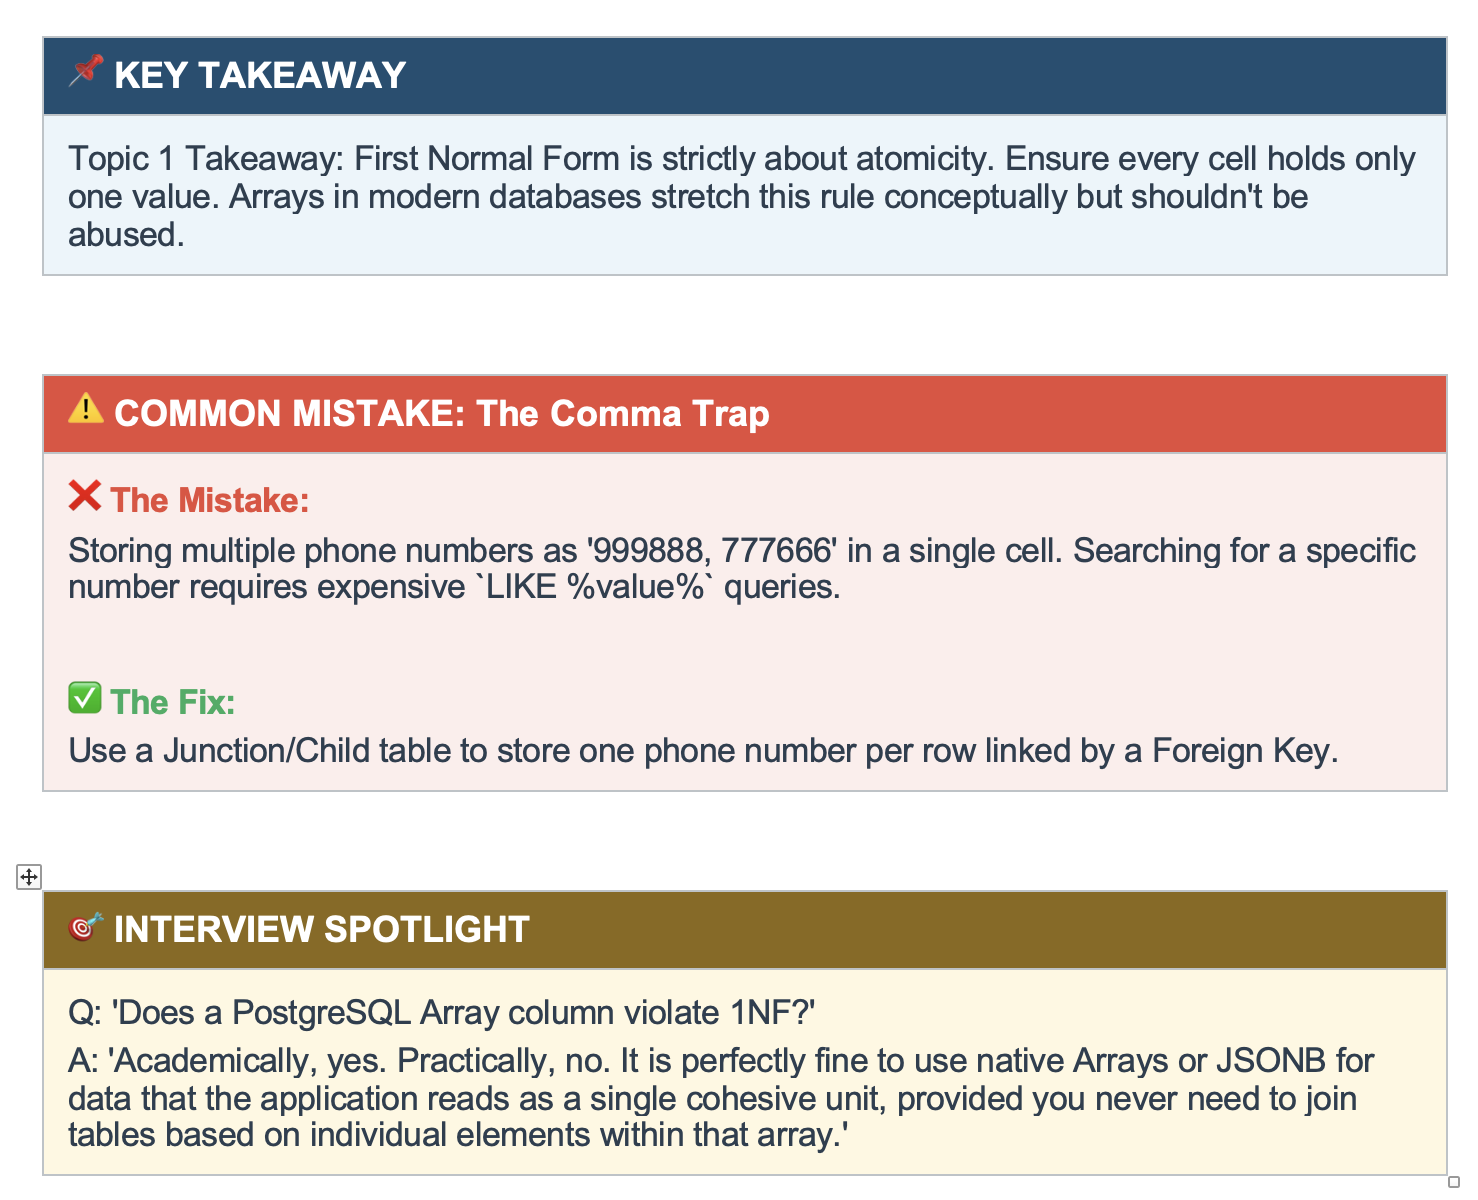 📌 KEY TAKEAWAY
Topic 1 Takeaway: First Normal Form is strictly about atomicity. Ensure every cell holds only
one value. Arrays in modern databases stretch this rule conceptually but shouldn't be
abused.
⚠️ COMMON MISTAKE: The Comma Trap
❌ The Mistake:
Storing multiple phone numbers as '999888, 777666' in a single cell. Searching for a specific
number requires expensive `LIKE %value%` queries.
✅ The Fix:
Use a Junction/Child table to store one phone number per row linked by a Foreign Key.
🎯 INTERVIEW SPOTLIGHT
Q: 'Does a PostgreSQL Array column violate 1NF?'
A: 'Academically, yes. Practically, no. It is perfectly fine to use native Arrays or JSONB for
data that the application reads as a single cohesive unit, provided you never need to join
tables based on individual elements within that array.'